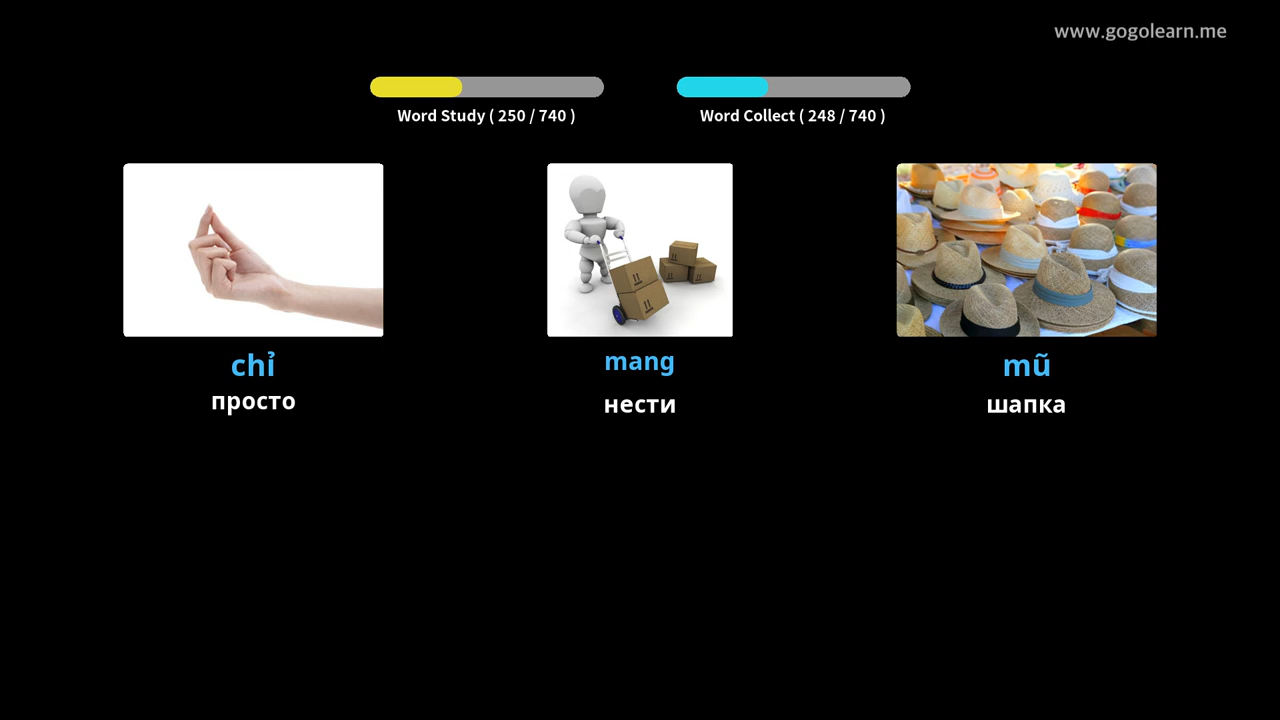 www.gogolearn.me
Word Study ( 250 / 740 )
Word Collect ( 248 / 740 )
chỉ
просто
mang
нести
mũ
шапка